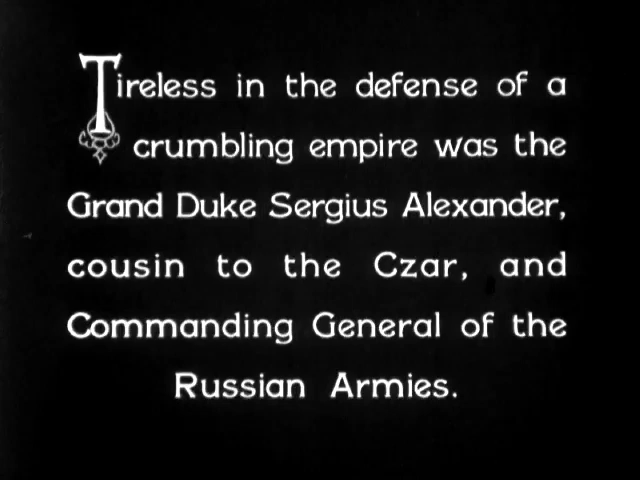 Tireless in the defense of a
crumbling empire was the
Grand Duke Sergius Alexander,
cousin to the Czar, and
Commanding General of the
Russian Armies.